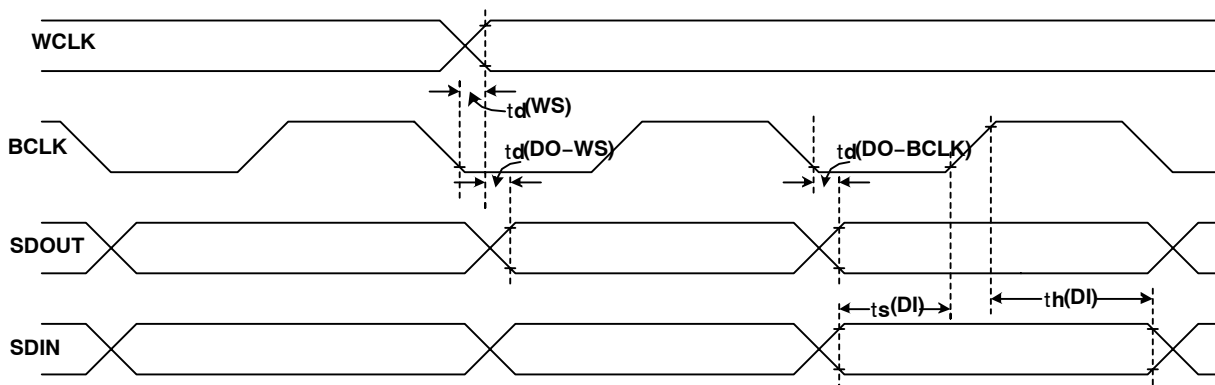 WCLK
td(WS)
BCLK
td(DO−WS)
td(DO−BCLK)
SDOUT
ts(DI)
th(DI)
SDIN